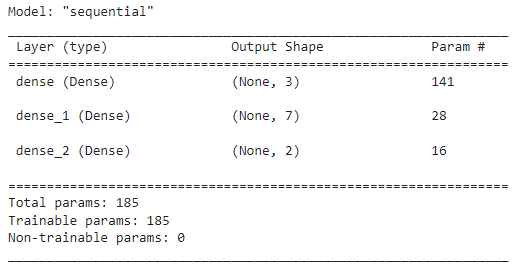 Model: "sequential"
Layer (type) Output Shape Param #
dense (Dense) (None, 3) 141
dense_1 (Dense) (None, 7) 28
dense_2 (Dense) (None, 2) 16
Total params: 185
Trainable params: 185
Non-trainable params: 0